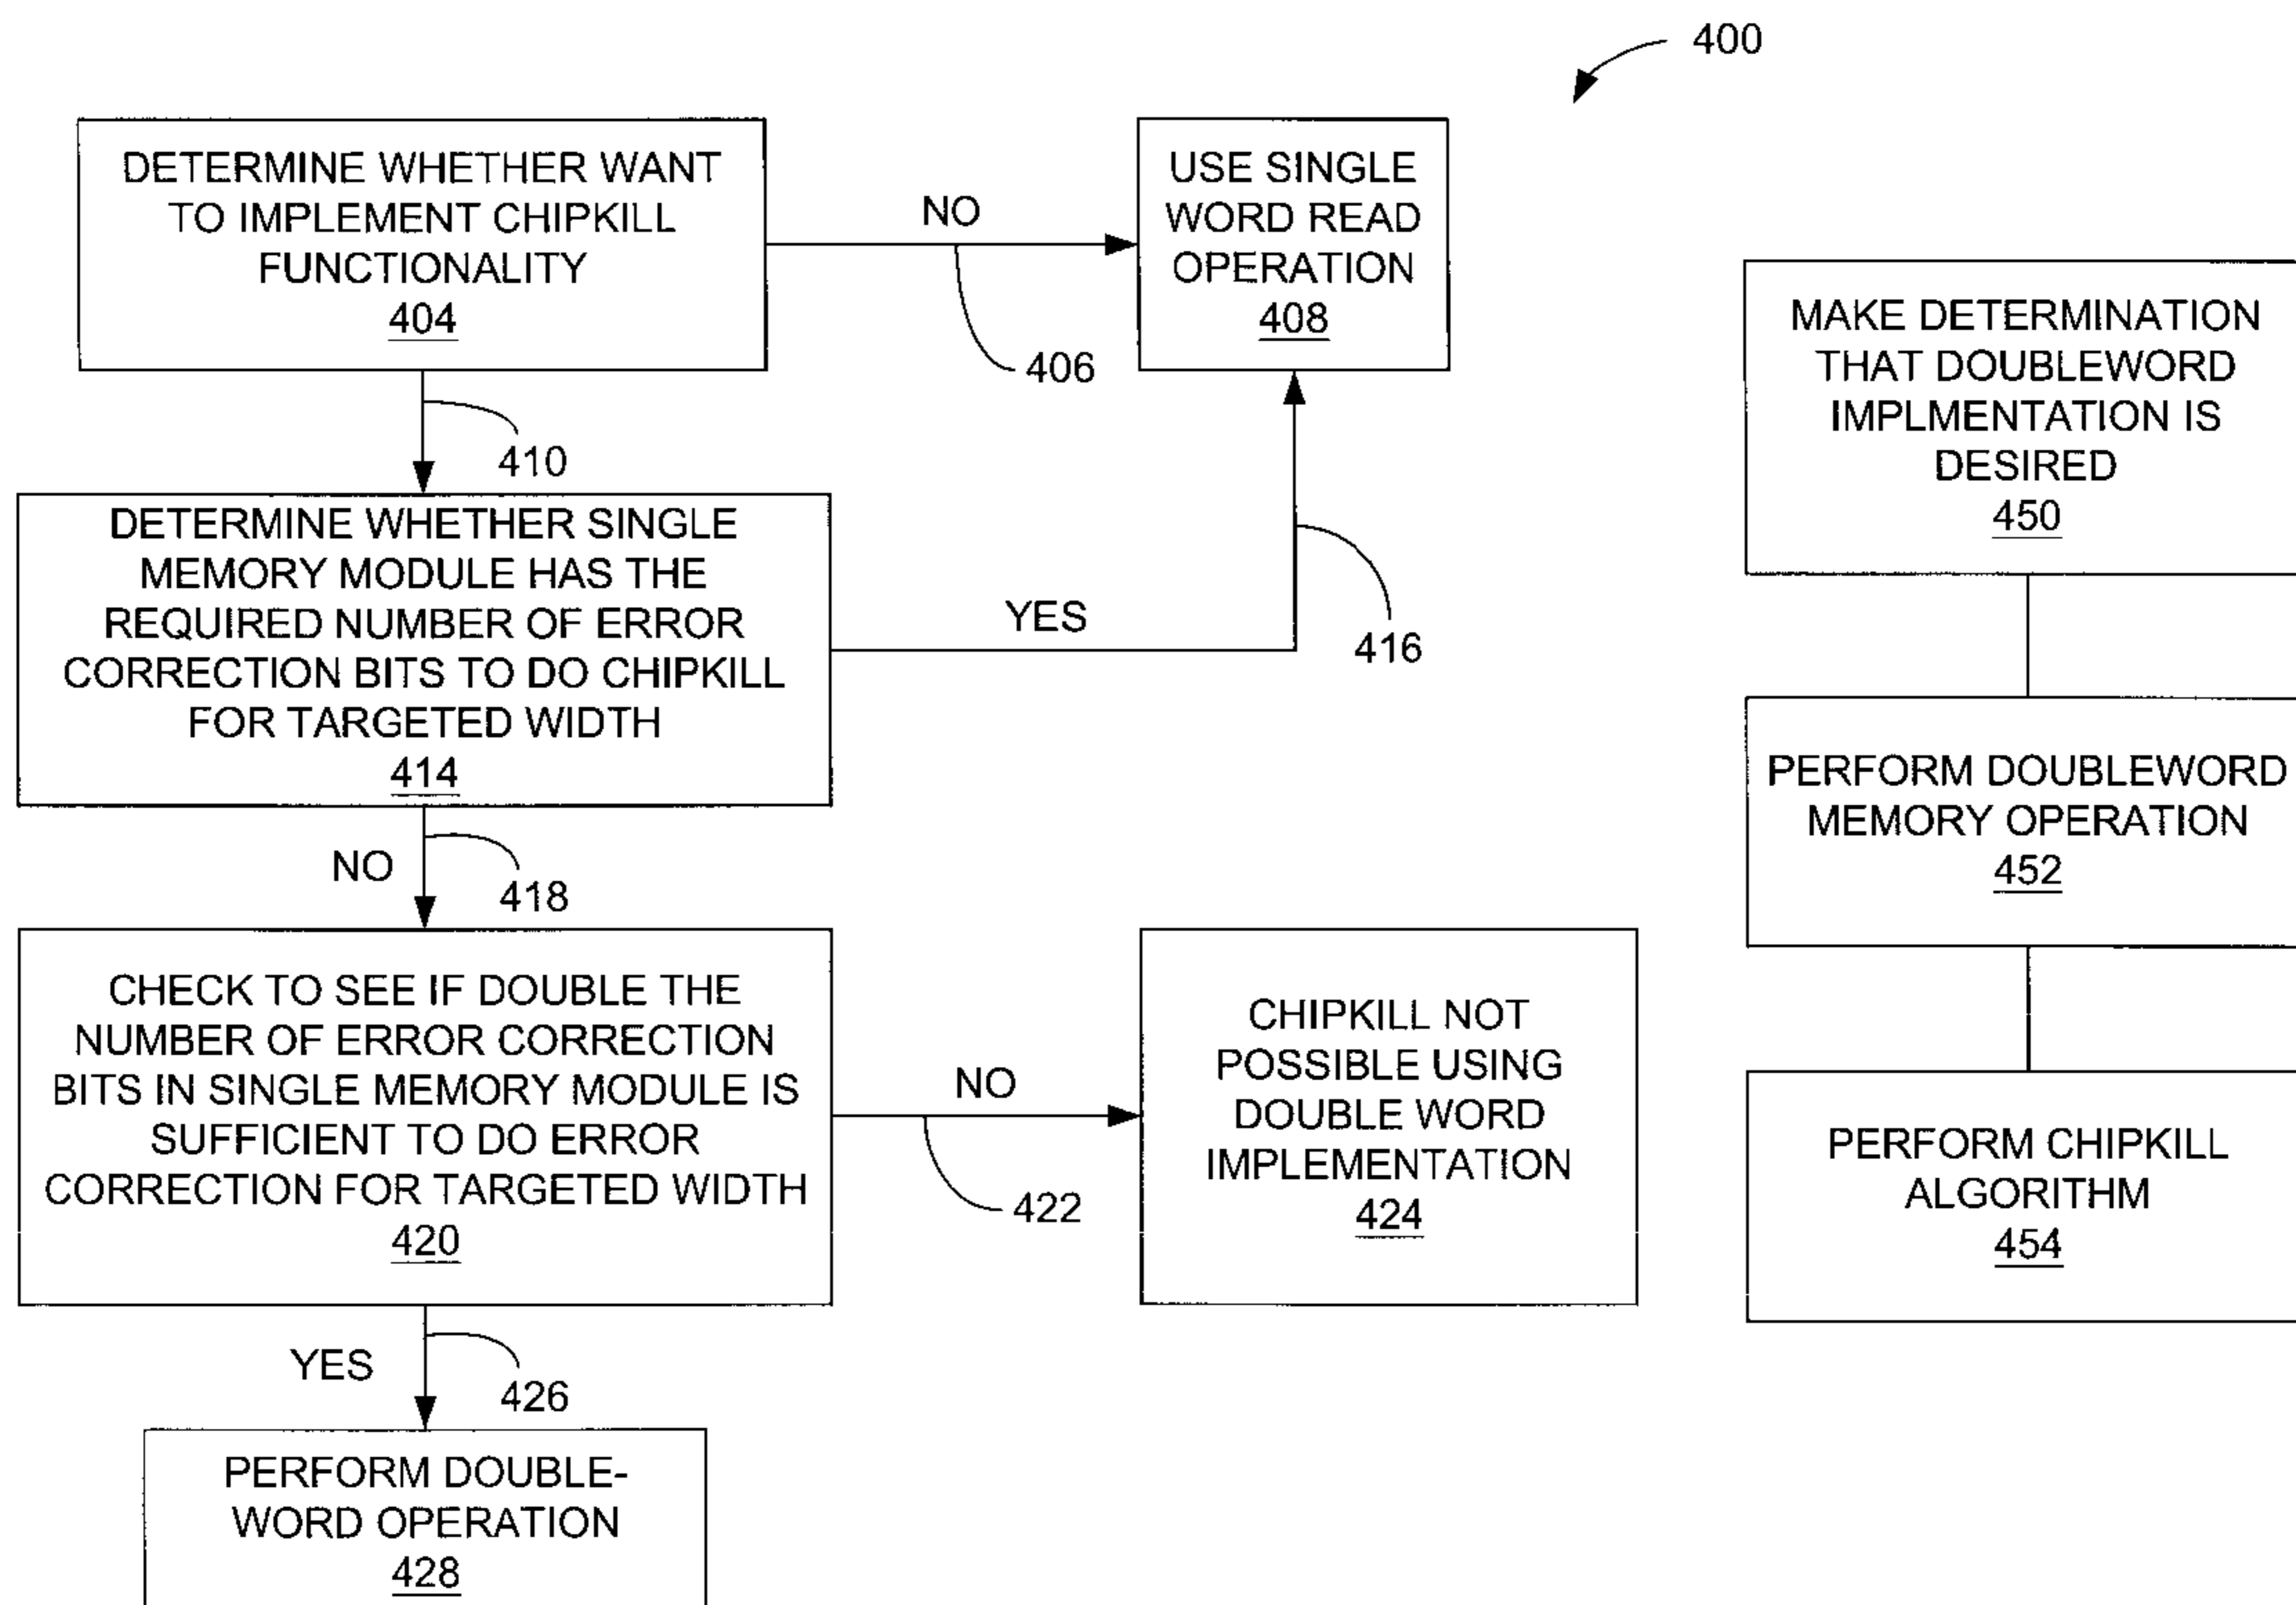 400
DETERMINE WHETHER WANT
TO IMPLEMENT CHIPKILL
FUNCTIONALITY
404
NO
406
USE SINGLE
WORD READ
OPERATION
408
410
DETERMINE WHETHER SINGLE
MEMORY MODULE HAS THE
REQUIRED NUMBER OF ERROR
CORRECTION BITS TO DO CHIPKILL
FOR TARGETED WIDTH
414
YES
416
NO
418
CHECK TO SEE IF DOUBLE THE
NUMBER OF ERROR CORRECTION
BITS IN SINGLE MEMORY MODULE IS
SUFFICIENT TO DO ERROR
CORRECTION FOR TARGETED WIDTH
420
NO
422
CHIPKILL NOT
POSSIBLE USING
DOUBLE WORD
IMPLEMENTATION
424
YES
426
PERFORM DOUBLE-
WORD OPERATION
428
MAKE DETERMINATION
THAT DOUBLEWORD
IMPLMENTATION IS
DESIRED
450
PERFORM DOUBLEWORD
MEMORY OPERATION
452
PERFORM CHIPKILL
ALGORITHM
454